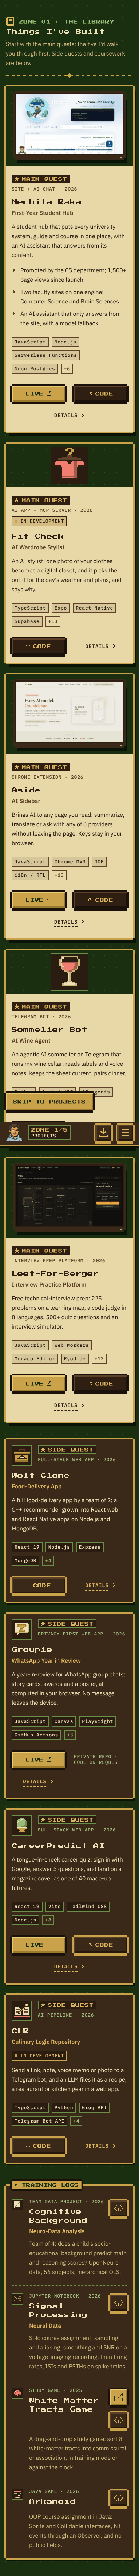 ZONE 01 · THE LIBRARY
Things I've Built
Start with the main quests: the five I'd walk
you through first. Side quests and coursework
are below.
★ MAIN QUEST
SITE + AI CHAT · 2026
Nechita Raka
First-Year Student Hub
A student hub that gives every university
system, guide and course in one place, with
an AI assistant that answers from its
content.
Promoted by the CS department; 1,500+
page views since launch
Two faculty sites on one engine:
Computer Science and Brain Sciences
An AI assistant that only answers from
the site, with a model fallback
JavaScript
Node.js
Serverless Functions
Neon Postgres
+6
LIVE
CODE
DETAILS
★ MAIN QUEST
AI APP + MCP SERVER · 2026
IN DEVELOPMENT
Fit Check
AI Wardrobe Stylist
An AI stylist: one photo of your clothes
becomes a digital closet, and it picks the
outfit for the day's weather and plans, and
says why.
TypeScript
Expo
React Native
Supabase
+13
CODE
DETAILS
★ MAIN QUEST
CHROME EXTENSION · 2026
Aside
AI Sidebar
Brings AI to any page you read: summarize,
translate or ask with any of 6 providers
without leaving the page. Keys stay in your
browser.
JavaScript
Chrome MV3
OOP
i18n / RTL
+13
LIVE
CODE
DETAILS
★ MAIN QUEST
TELEGRAM BOT · 2026
Sommelier Bot
AI Wine Agent
An agentic AI sommelier on Telegram that
runs my wine cellar: reads labels and voice
notes, keeps the sheet current, pairs dinner.
SKIP TO PROJECTS
ZONE 1/5
PROJECTS
INTERVIEW PREP PLATFORM · 2026
Leet-For-Berger
Interview Practice Platform
Free technical-interview prep: 225
problems on a learning map, a code judge in
8 languages, 500+ quiz questions and an
interview simulator.
JavaScript
Web Workers
Monaco Editor
Pyodide
+12
LIVE
CODE
DETAILS
★ SIDE QUEST
FULL-STACK WEB APP · 2026
Wolt Clone
Food-Delivery App
A full food-delivery app by a team of 2: a
C++ recommender grown into React web
and React Native apps on Node.js and
MongoDB.
React 19
Node.js
Express
MongoDB
+4
CODE
DETAILS
★ SIDE QUEST
PRIVACY-FIRST WEB APP · 2026
Groupie
WhatsApp Year in Review
A year-in-review for WhatsApp group chats:
story cards, awards and a poster, all
computed in your browser. No message
leaves the device.
JavaScript
Canvas
Playwright
GitHub Actions
+3
LIVE
PRIVATE REPO ·
CODE ON REQUEST
DETAILS
★ SIDE QUEST
FULL-STACK WEB APP · 2026
CareerPredict AI
A tongue-in-cheek career quiz: sign in with
Google, answer 5 questions, and land on a
magazine cover as one of 40 made-up
futures.
React 19
Vite
Tailwind CSS
Node.js
+8
LIVE
CODE
DETAILS
★ SIDE QUEST
AI PIPELINE · 2026
CLR
Culinary Logic Repository
IN DEVELOPMENT
Send a link, note, video memo or photo to a
Telegram bot, and an LLM files it as a recipe,
a restaurant or kitchen gear in a web app.
TypeScript
Python
Groq API
Telegram Bot API
+4
CODE
DETAILS
TRAINING LOGS
TEAM DATA PROJECT · 2026
Cognitive
Background
Neuro-Data Analysis
Team of 4: does a child's socio-
educational background predict math
and reading scores? OpenNeuro
data, 56 subjects, hierarchical OLS.
JUPYTER NOTEBOOK · 2026
Signal
Processing
Neural Data
Solo course assignment: sampling
and aliasing, smoothing and SNR on a
voltage-imaging recording, then firing
rates, ISIs and PSTHs on spike trains.
STUDY GAME · 2025
White Matter
Tracts Game
A drag-and-drop study game: sort 8
white-matter tracts into commissural
or association, in training mode or
against the clock.
JAVA GAME · 2026
Arkanoid
OOP course assignment in Java:
Sprite and Collidable interfaces, hit
events through an Observer, and no
public fields.